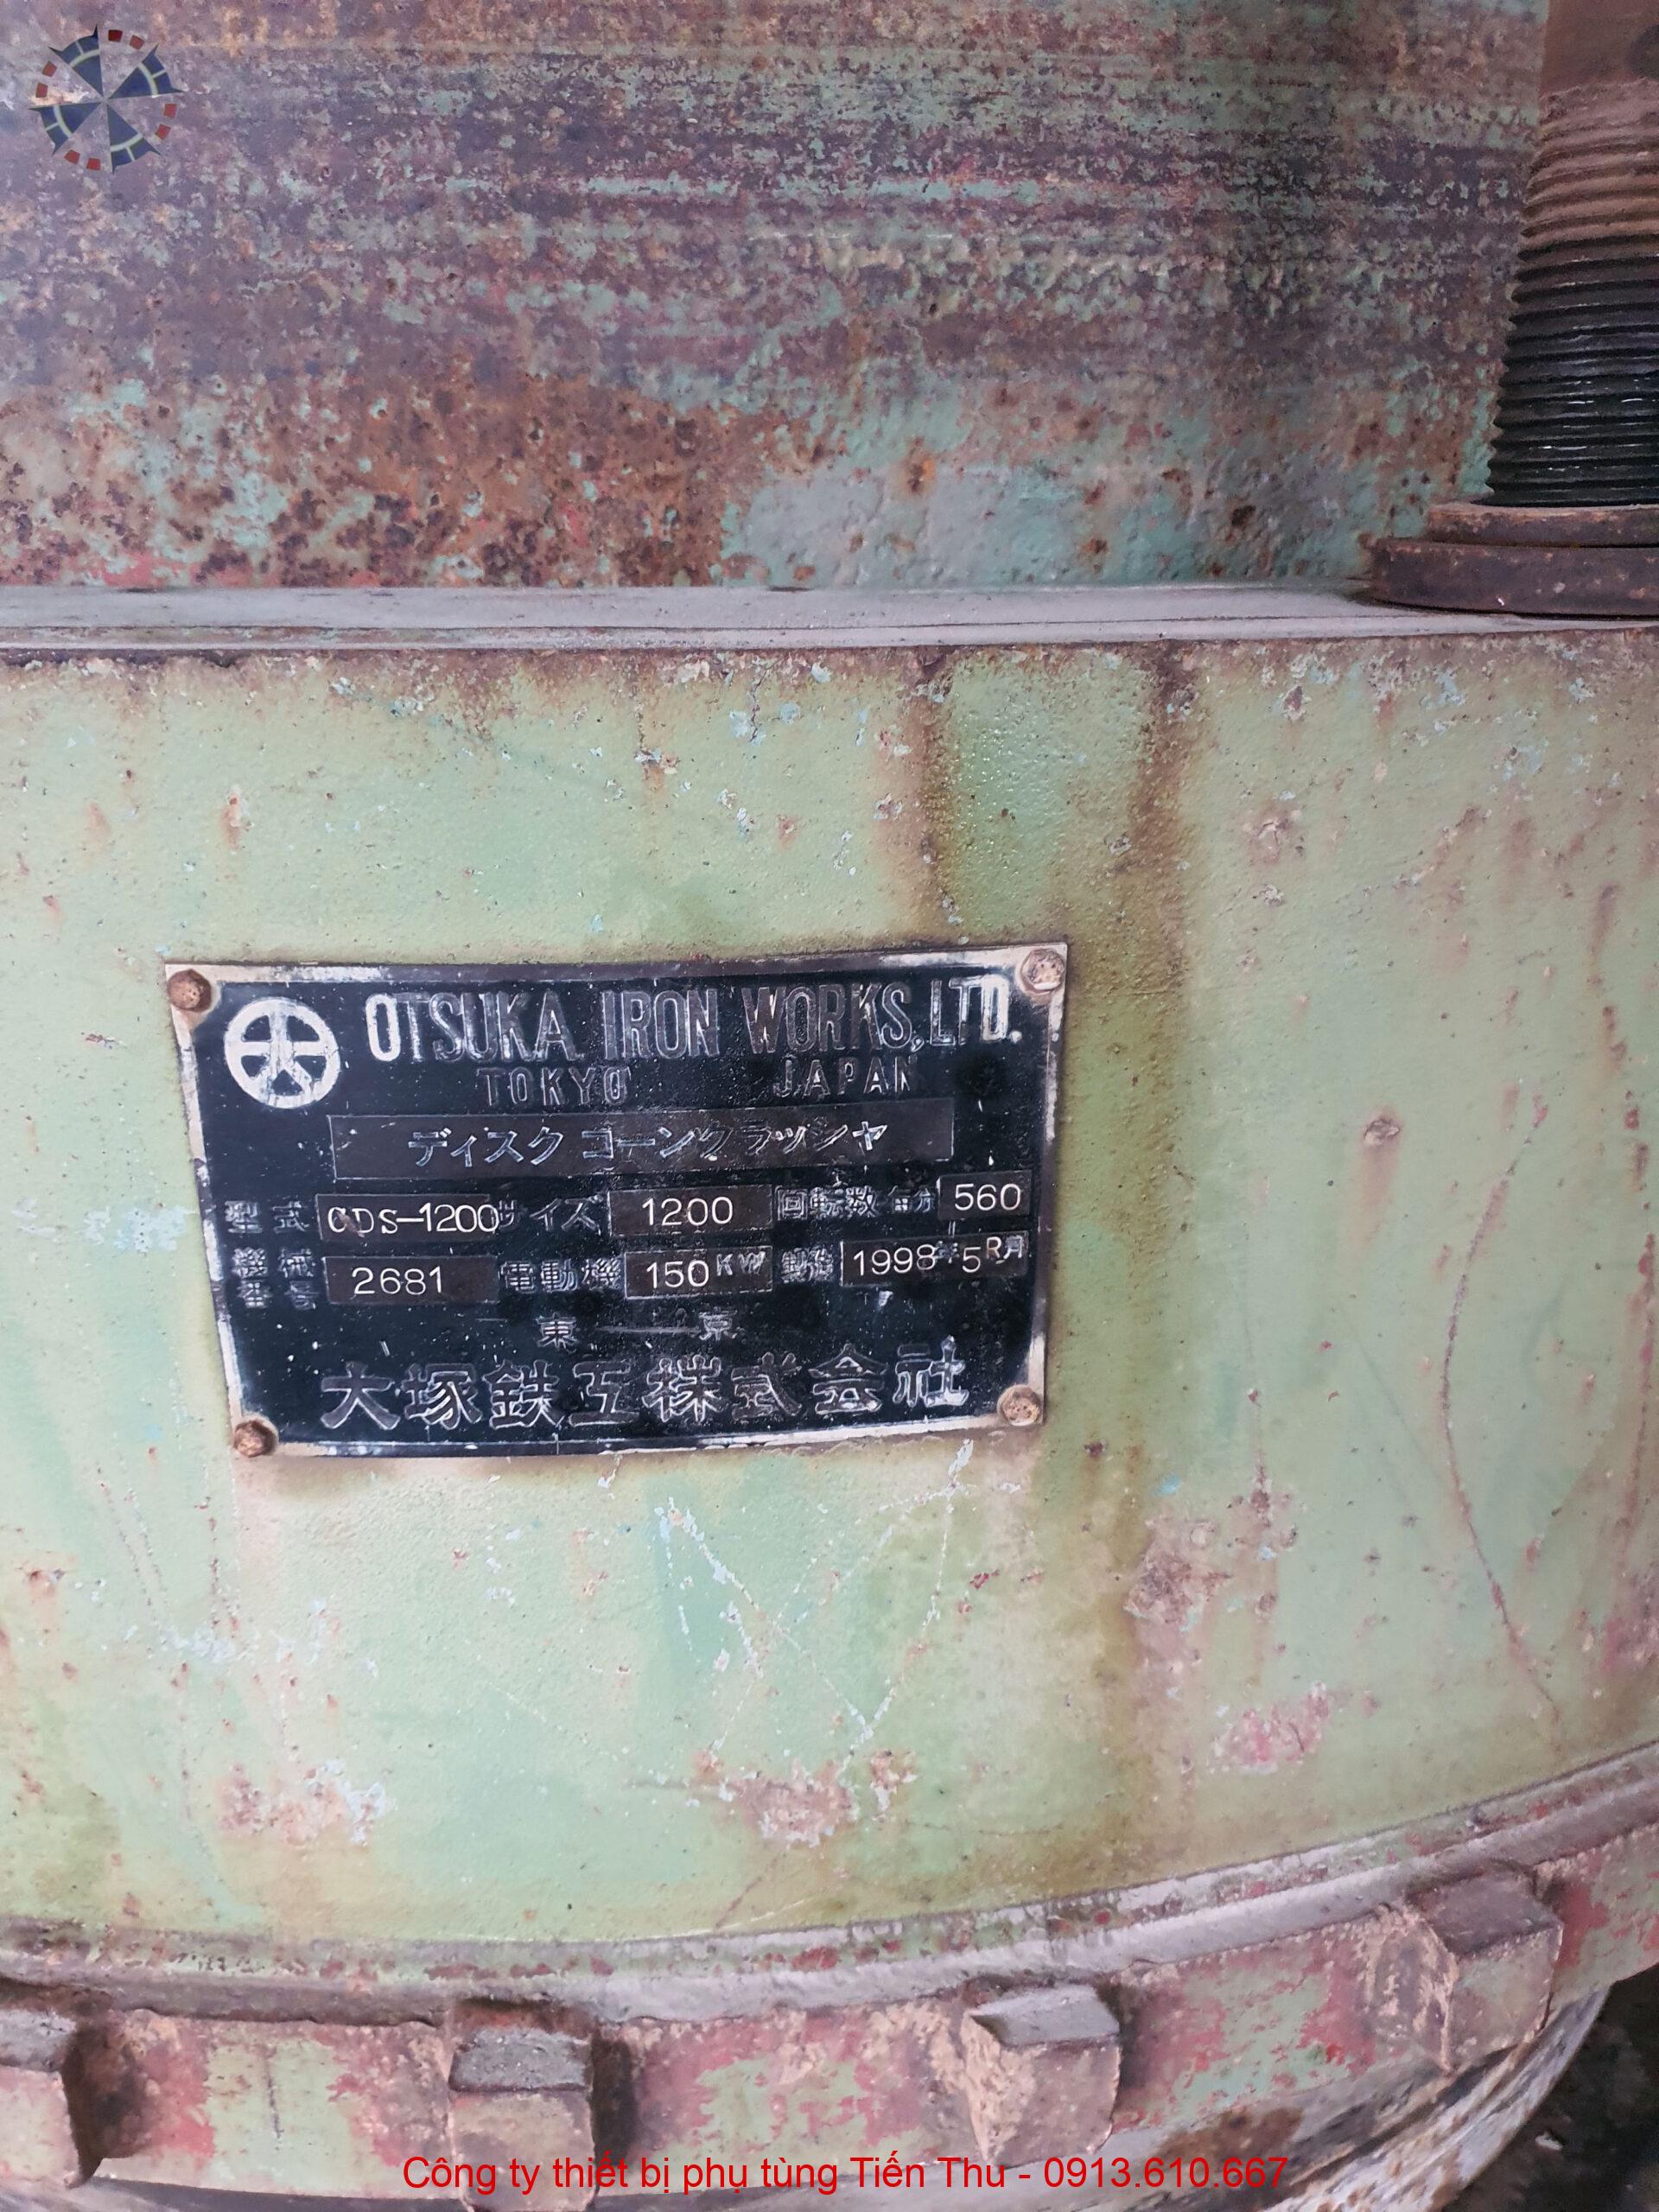 OTSUKA IRON WORKS, LTD.
TOKYO JAPAN
ディスク コーンクラッシャ
型式 CDS-1200 サイズ 1200 回転数 毎分 560
機械番号 2681 電動機 150KW 製造 1998年5月
東京
大塚鉄工株式会社
Công ty thiết bị phụ tùng Tiến Thu - 0913.610.667